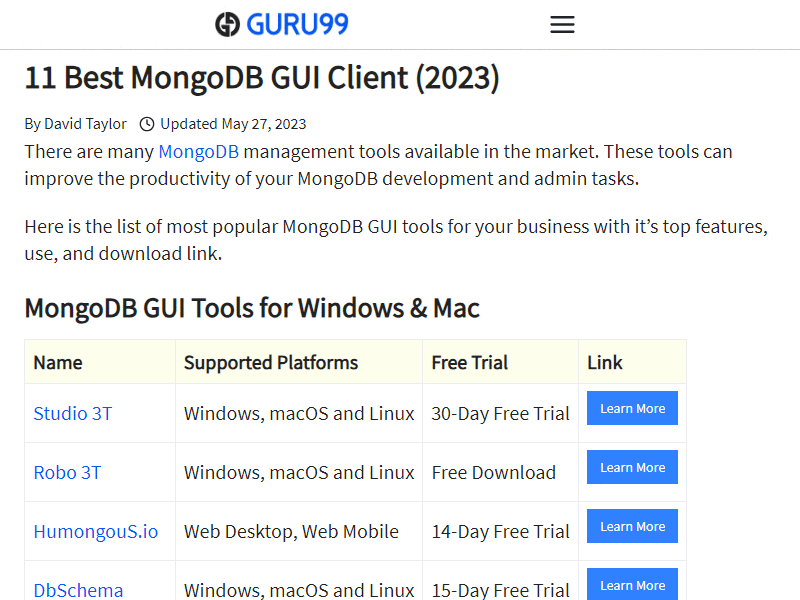 GURU99
11 Best MongoDB GUI Client (2023)
By David Taylor Updated May 27, 2023
There are many MongoDB management tools available in the market. These tools can
improve the productivity of your MongoDB development and admin tasks.
Here is the list of most popular MongoDB GUI tools for your business with it’s top features,
use, and download link.
MongoDB GUI Tools for Windows & Mac
Name Supported Platforms Free Trial Link
Studio 3T Windows, macOS and Linux 30-Day Free Trial Learn More
Robo 3T Windows, macOS and Linux Free Download Learn More
HumongouS.io Web Desktop, Web Mobile 14-Day Free Trial Learn More
DbSchema Windows, macOS and Linux 15-Day Free Trial Learn More